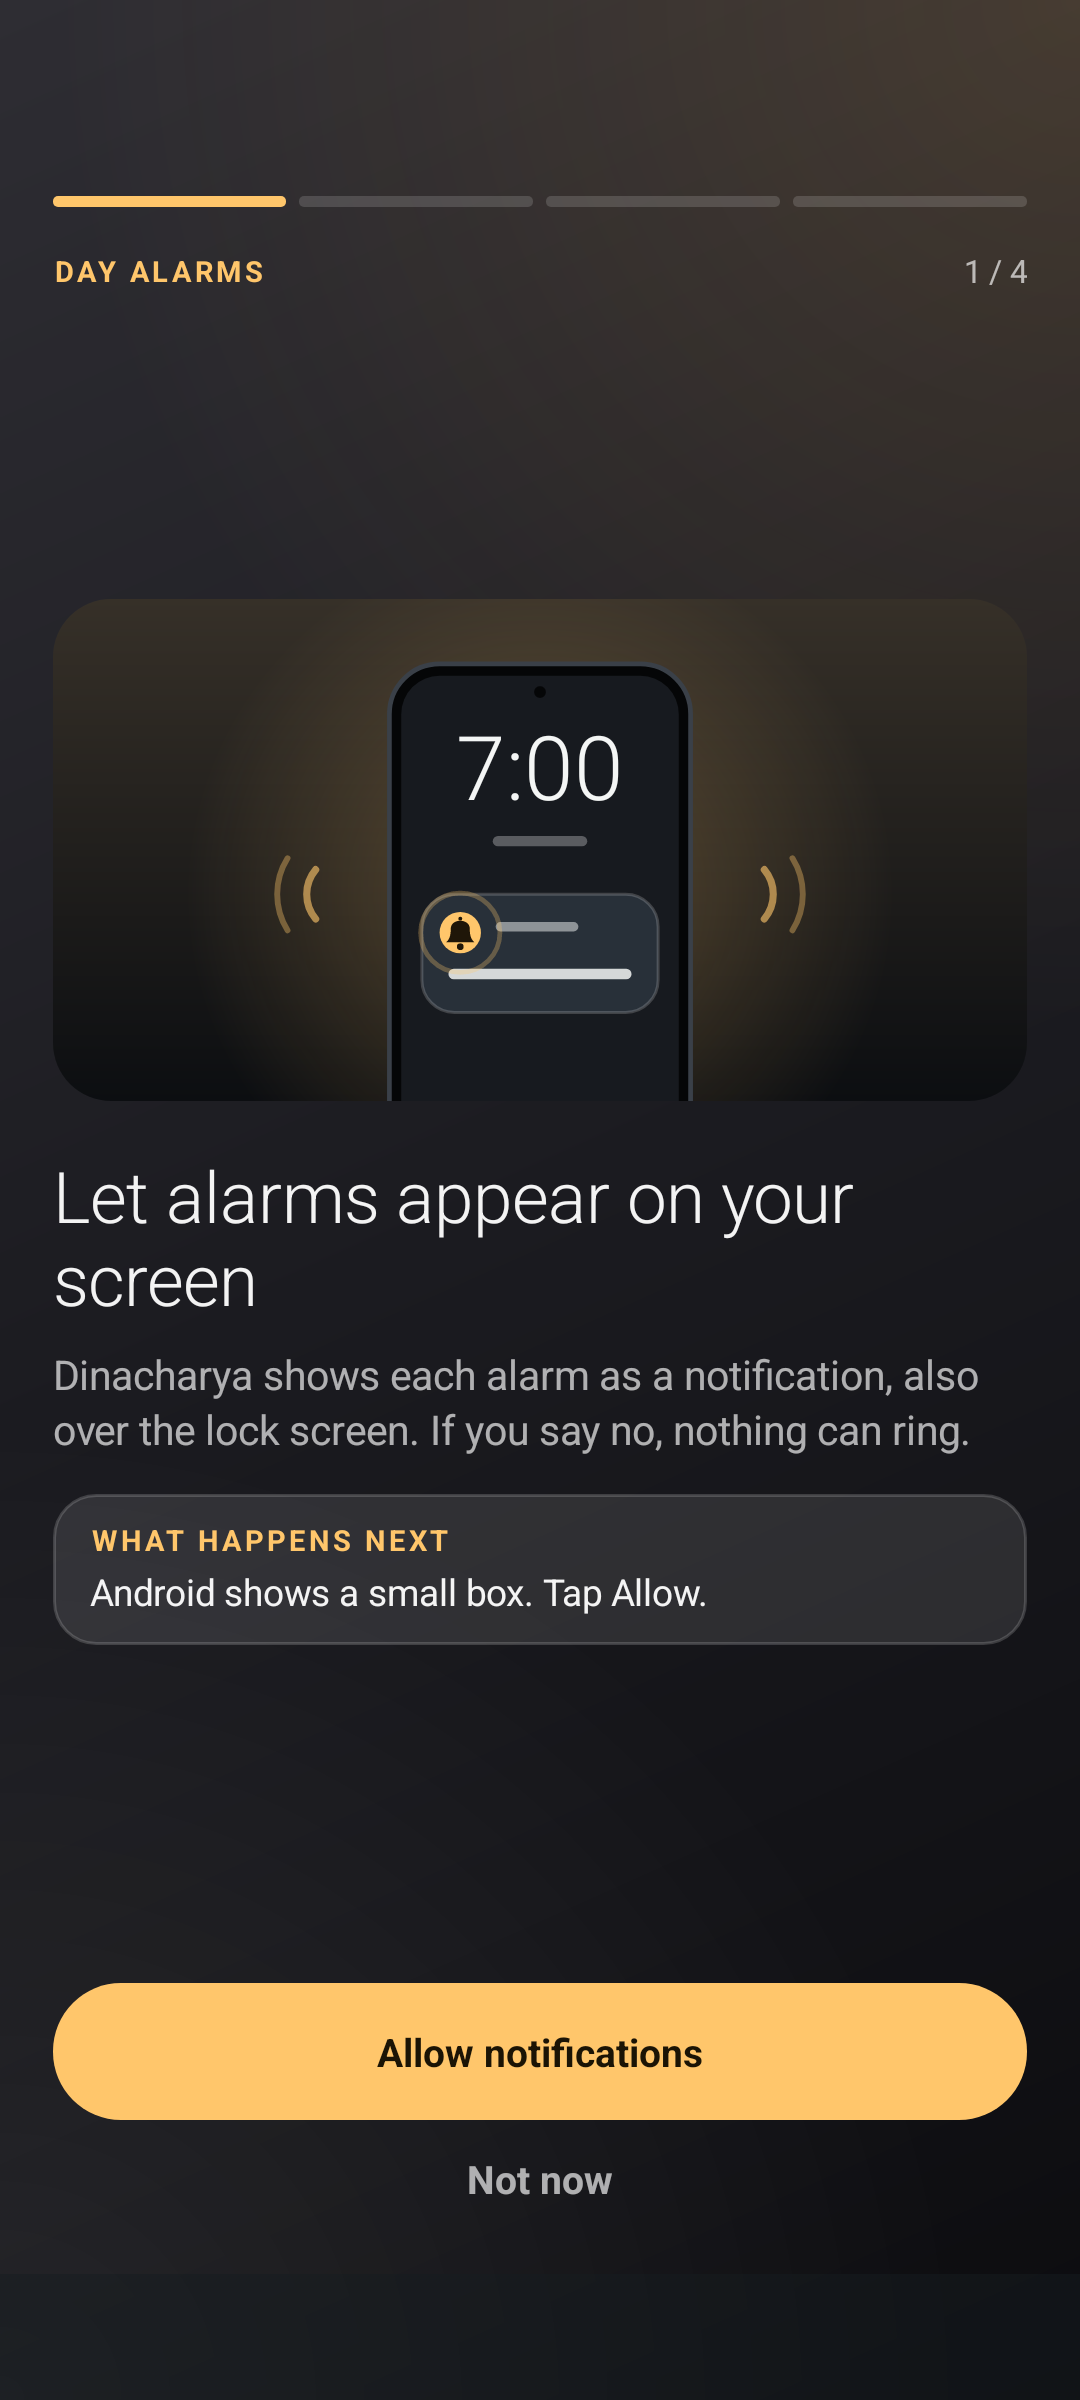 DAY ALARMS
1 / 4
7:00
Let alarms appear on your
screen
Dinacharya shows each alarm as a notification, also
over the lock screen. If you say no, nothing can ring.
WHAT HAPPENS NEXT
Android shows a small box. Tap Allow.
Allow notifications
Not now